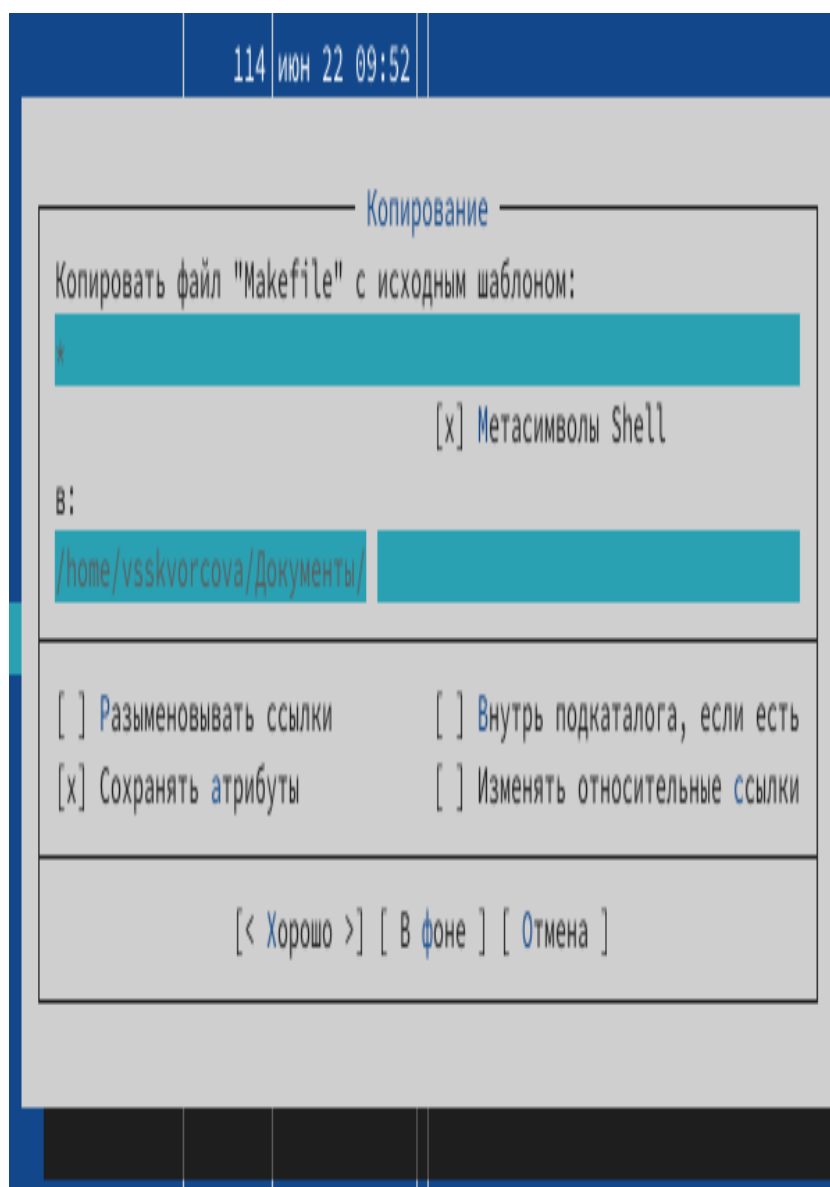 114 июн 22 09:52
Копирование
Копировать файл "Makefile" с исходным шаблоном:
*
[x] Метасимволы Shell
в:
/home/vsskvorcova/Документы/
[ ] Разыменовывать ссылки [ ] Внутрь подкаталога, если есть
[x] Сохранять атрибуты [ ] Изменять относительные ссылки
[< Хорошо >] [ В фоне ] [ Отмена ]